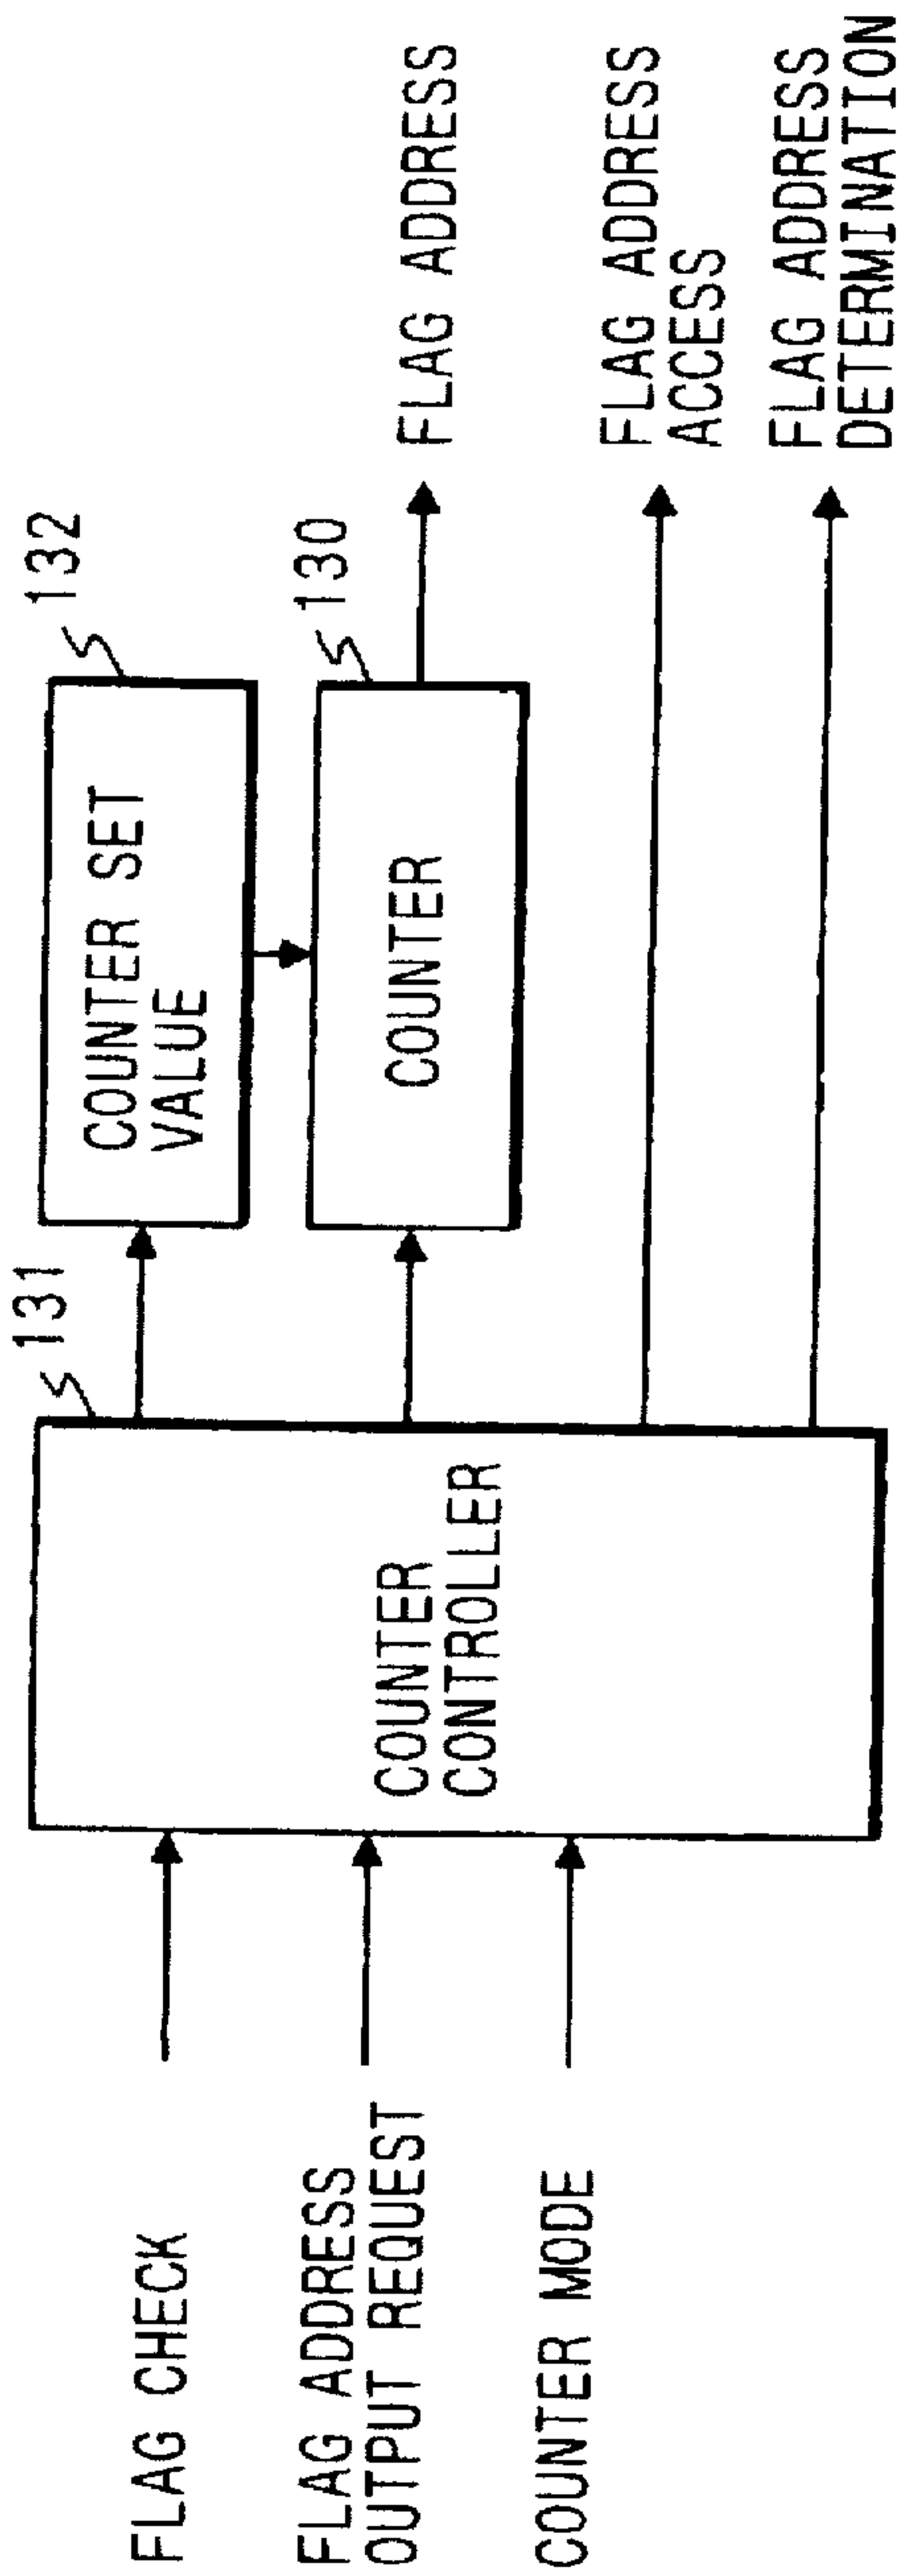 FLAG CHECK
FLAG ADDRESS
OUTPUT REQUEST
COUNTER MODE
131
COUNTER
CONTROLLER
132
COUNTER SET
VALUE
130
COUNTER
FLAG ADDRESS
FLAG ADDRESS
ACCESS
FLAG ADDRESS
DETERMINATION